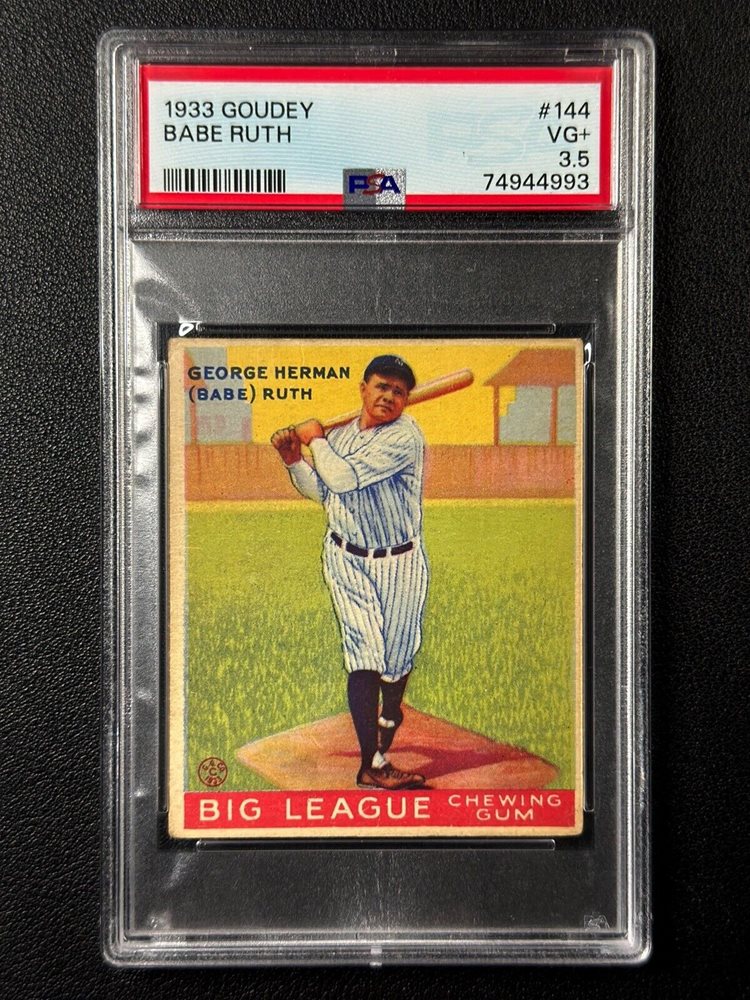 1933 GOUDEY #144
BABE RUTH VG+
3.5
PSA 74944993
GEORGE HERMAN
(BABE) RUTH
BIG LEAGUE CHEWING
GUM